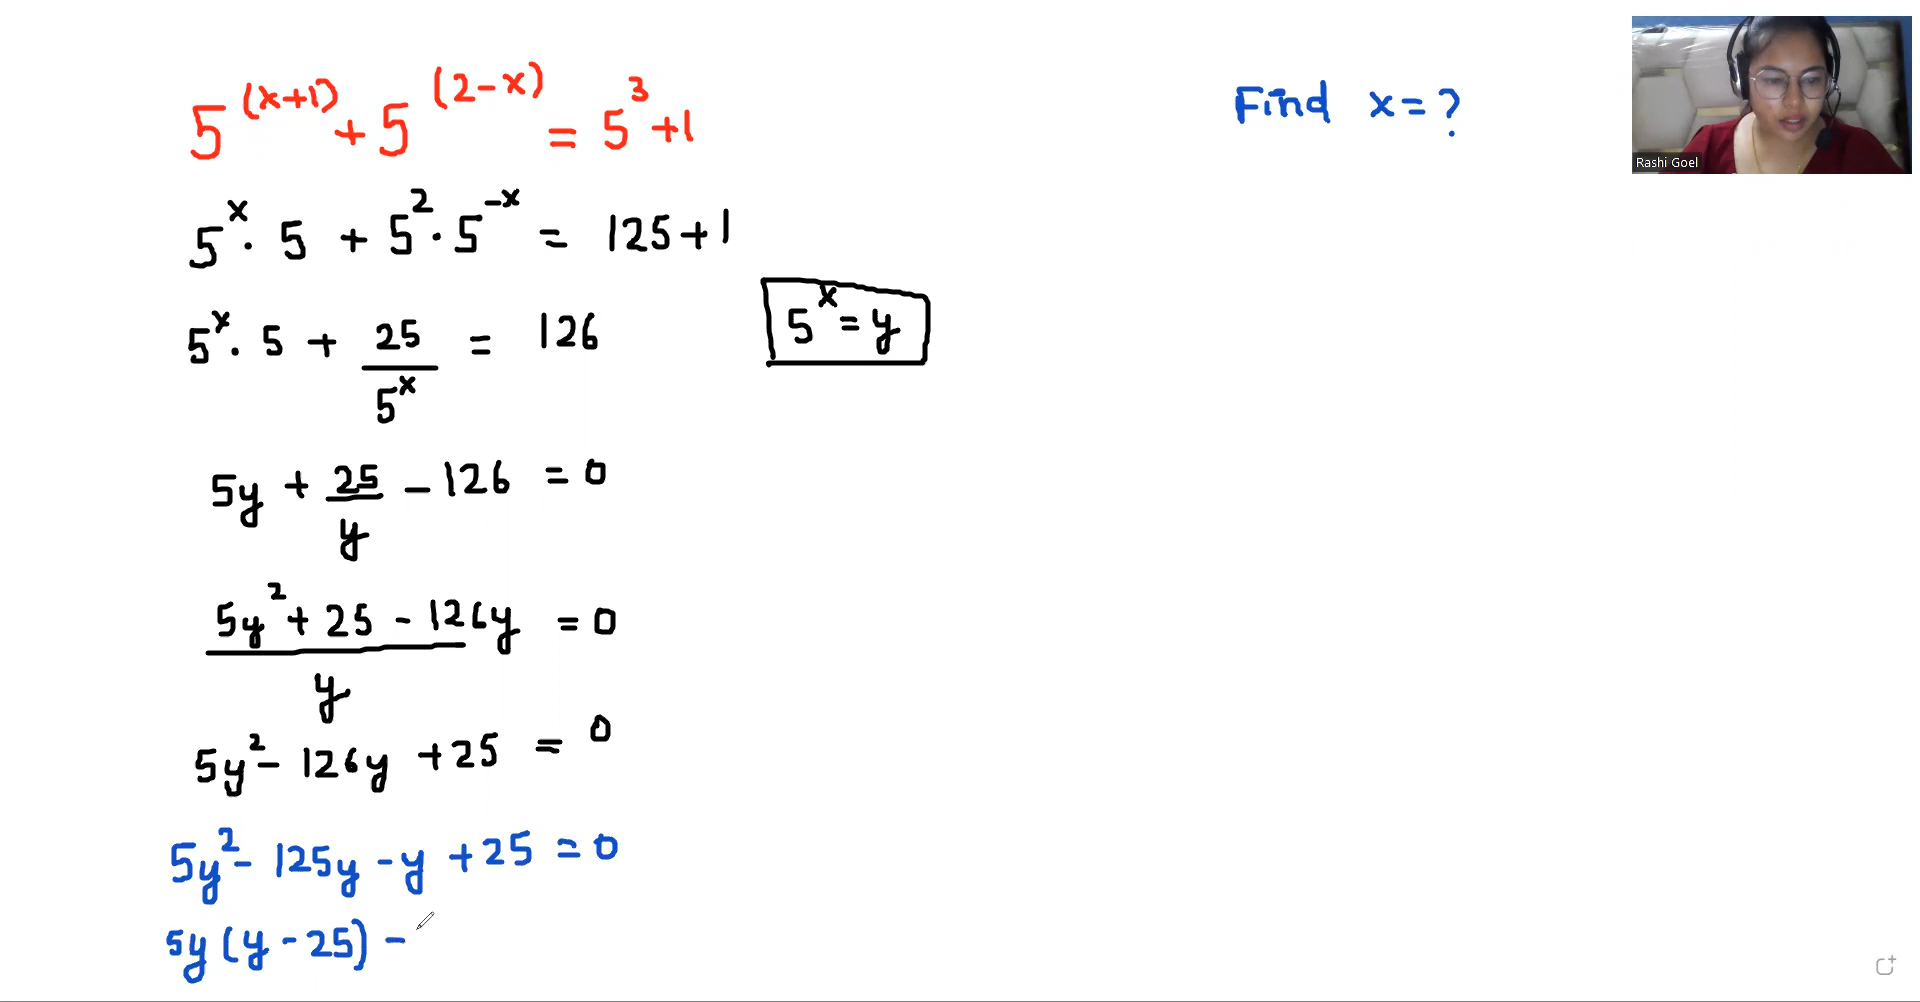 5^(x+1) + 5^(2-x) = 5^3 + 1
Find x = ?
Rashi Goel
5^x · 5 + 5^2 · 5^-x = 125 + 1
5^x · 5 + 25/5^x = 126
5^x = y
5y + 25/y - 126 = 0
(5y^2 + 25 - 126y)/y = 0
5y^2 - 126y + 25 = 0
5y^2 - 125y - y + 25 = 0
5y(y - 25) -